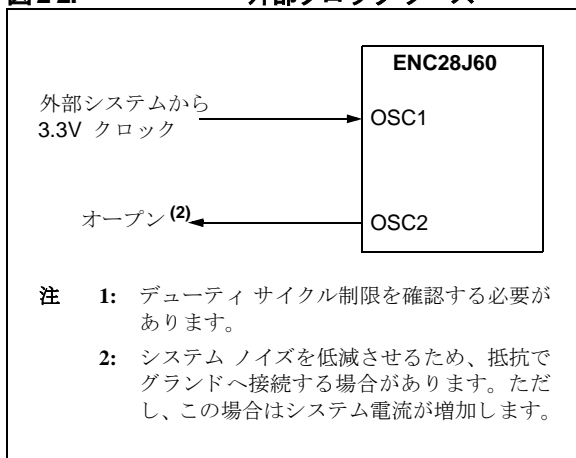 図 2-2: 外部クロック ソース
ENC28J60
外部システムから
3.3V クロック
OSC1
オープン (2)
OSC2
注 1: デューティ サイクル制限を確認する必要が
あります。
2: システム ノイズを低減させるため、抵抗で
グランドへ接続する場合があります。ただ
し、この場合はシステム電流が増加します。